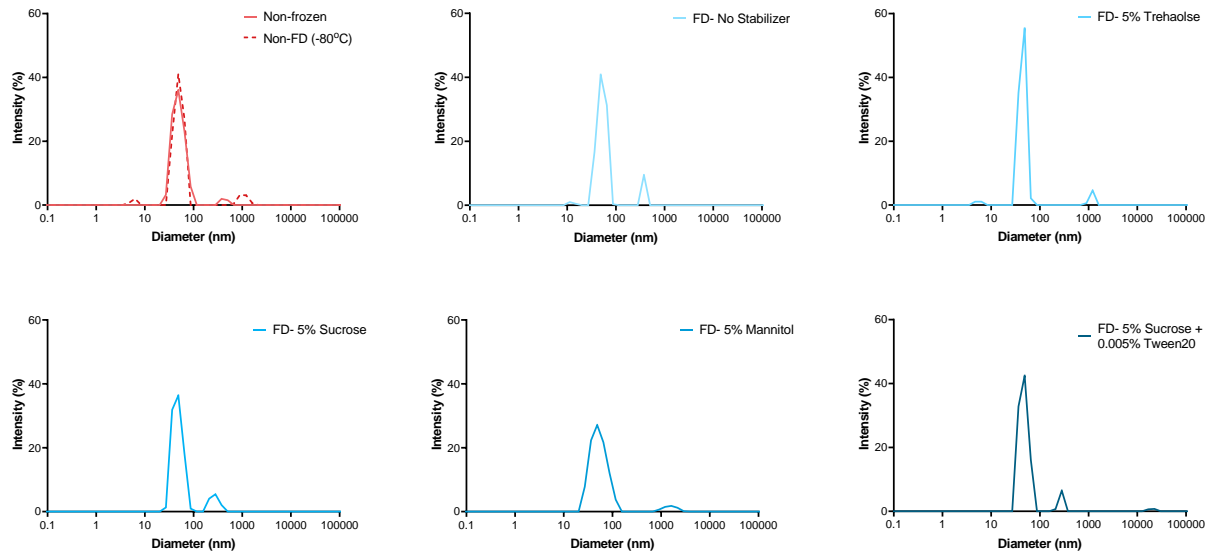 60
40
20
0
Intensity (%)
0.1 1 10 100 1000 10000 100000
Diameter (nm)
Non-frozen
Non-FD (-80°C)
60
40
20
0
Intensity (%)
0.1 1 10 100 1000 10000 100000
Diameter (nm)
FD- No Stabilizer
60
40
20
0
Intensity (%)
0.1 1 10 100 1000 10000 100000
Diameter (nm)
FD- 5% Trehaolse
60
40
20
0
Intensity (%)
0.1 1 10 100 1000 10000 100000
Diameter (nm)
FD- 5% Sucrose
60
40
20
0
Intensity (%)
0.1 1 10 100 1000 10000 100000
Diameter (nm)
FD- 5% Mannitol
60
40
20
0
Intensity (%)
0.1 1 10 100 1000 10000 100000
Diameter (nm)
FD- 5% Sucrose +
0.005% Tween20